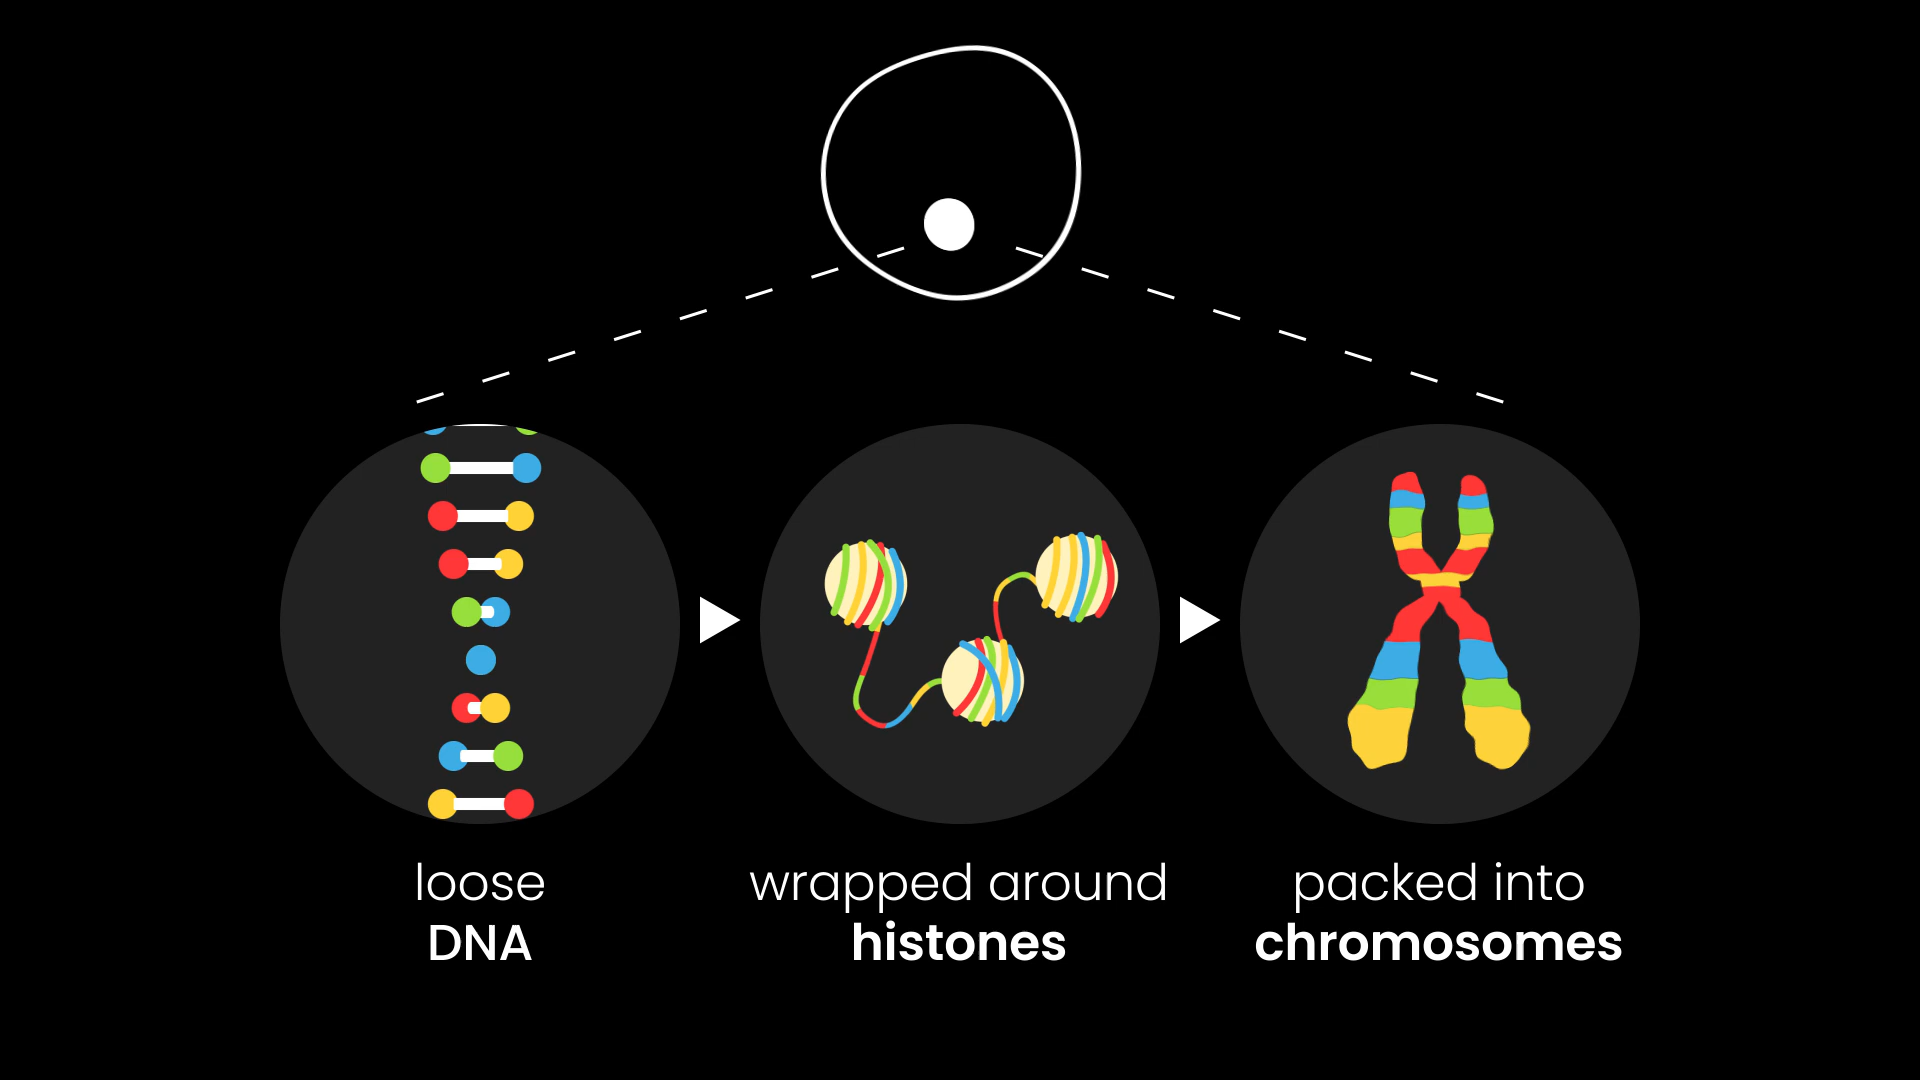 loose
DNA
wrapped around
histones
packed into
chromosomes